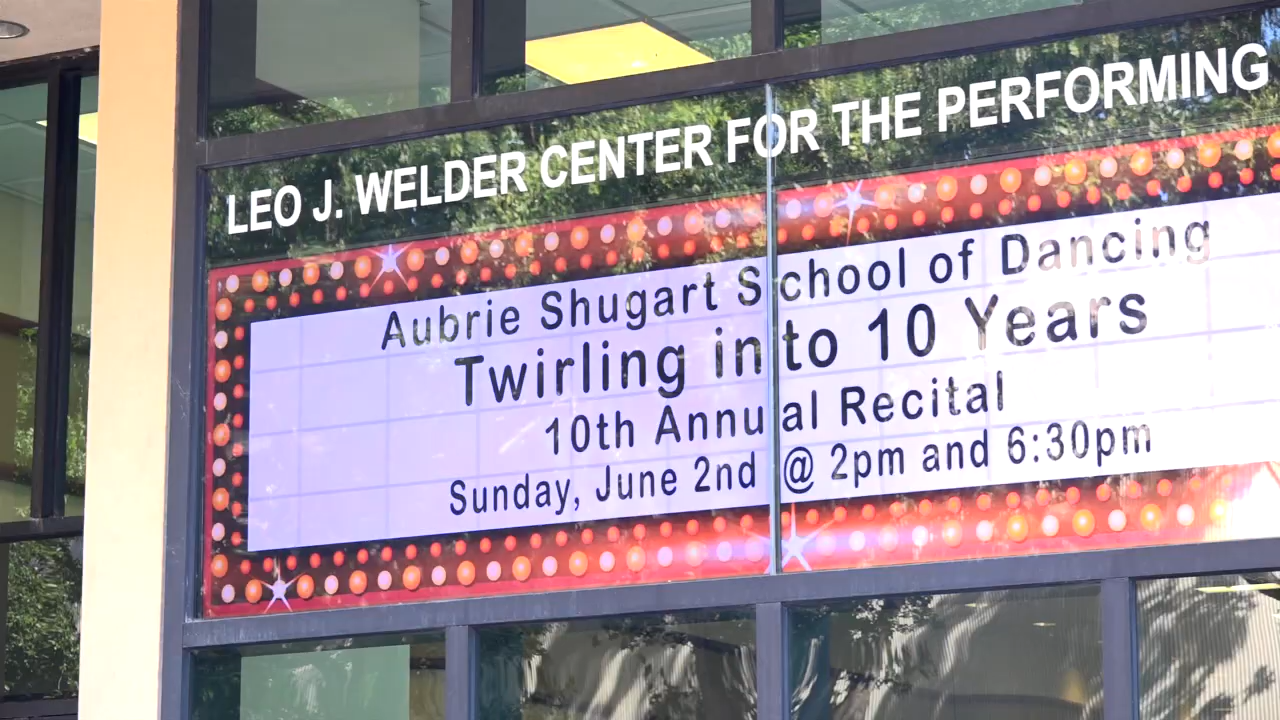 LEO J. WELDER CENTER FOR THE PERFORMING
Aubrie Shugart School of Dancing
Twirling into 10 Years
10th Annual Recital
Sunday, June 2nd @ 2pm and 6:30pm